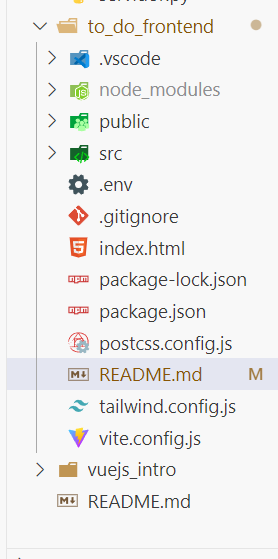 to_do_frontend
.vscode
node_modules
public
src
.env
.gitignore
index.html
package-lock.json
package.json
postcss.config.js
README.md M
tailwind.config.js
vite.config.js
vuejs_intro
README.md